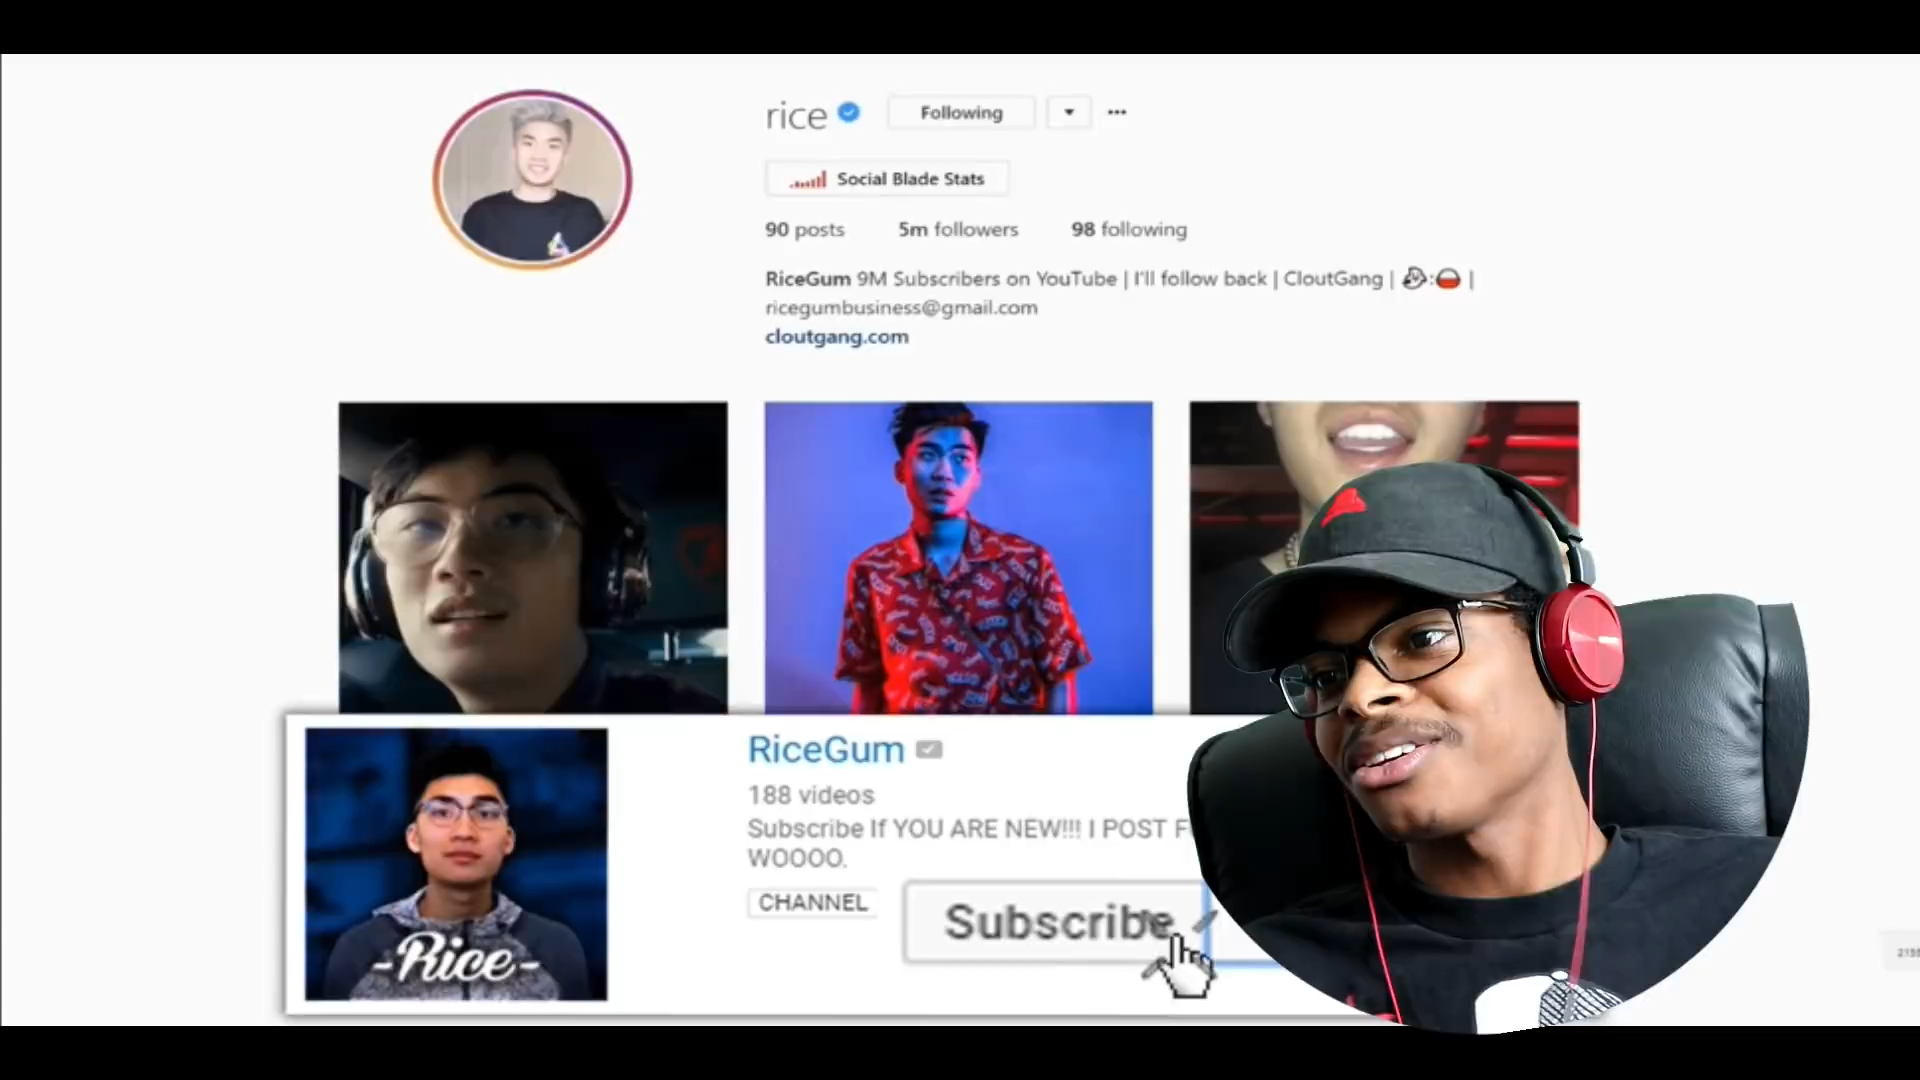 rice Following
Social Blade Stats
90 posts 5m followers 98 following
RiceGum 9M Subscribers on YouTube | I'll follow back | CloutGang | : |
ricegumbusiness@gmail.com
cloutgang.com
RiceGum
188 videos
Subscribe If YOU ARE NEW!!! I POST
WOOOO.
CHANNEL
Subscribe
-Rice-